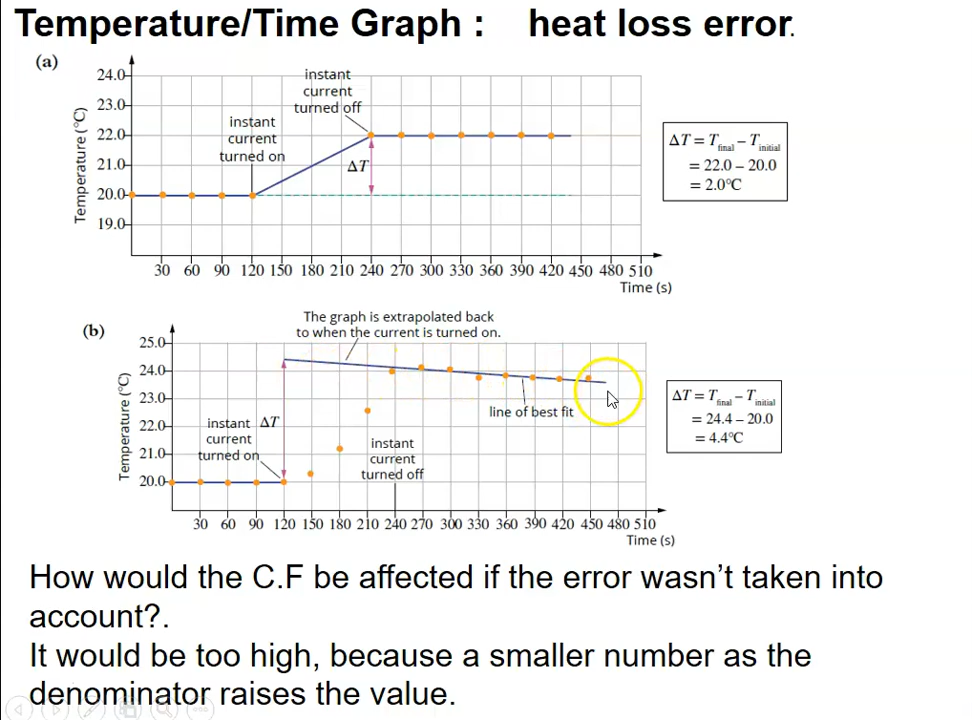 Temperature/Time Graph : heat loss error.
(a)
24.0
23.0
22.0
21.0
20.0
19.0
Temperature (°C)
instant
current
turned on
instant
current
turned off
ΔT
30 60 90 120 150 180 210 240 270 300 330 360 390 420 450 480 510
Time (s)
ΔT = Tfinal – Tinitial
= 22.0 – 20.0
= 2.0°C
(b)
The graph is extrapolated back
to when the current is turned on.
25.0
24.0
23.0
22.0
21.0
20.0
Temperature (°C)
instant
current
turned on
ΔT
instant
current
turned off
line of best fit
30 60 90 120 150 180 210 240 270 300 330 360 390 420 450 480 510
Time (s)
ΔT = Tfinal – Tinitial
= 24.4 – 20.0
= 4.4°C
How would the C.F be affected if the error wasn't taken into
account?.
It would be too high, because a smaller number as the
denominator raises the value.